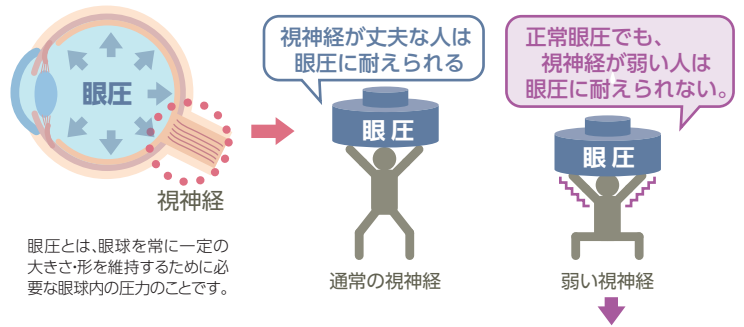 眼圧
視神経
眼圧とは、眼球を常に一定の
大きさ・形を維持するために必
要な眼球内の圧力のことです。
視神経が丈夫な人は
眼圧に耐えられる
眼圧
通常の視神経
正常眼圧でも、
視神経が弱い人は
眼圧に耐えられない。
眼圧
弱い視神経